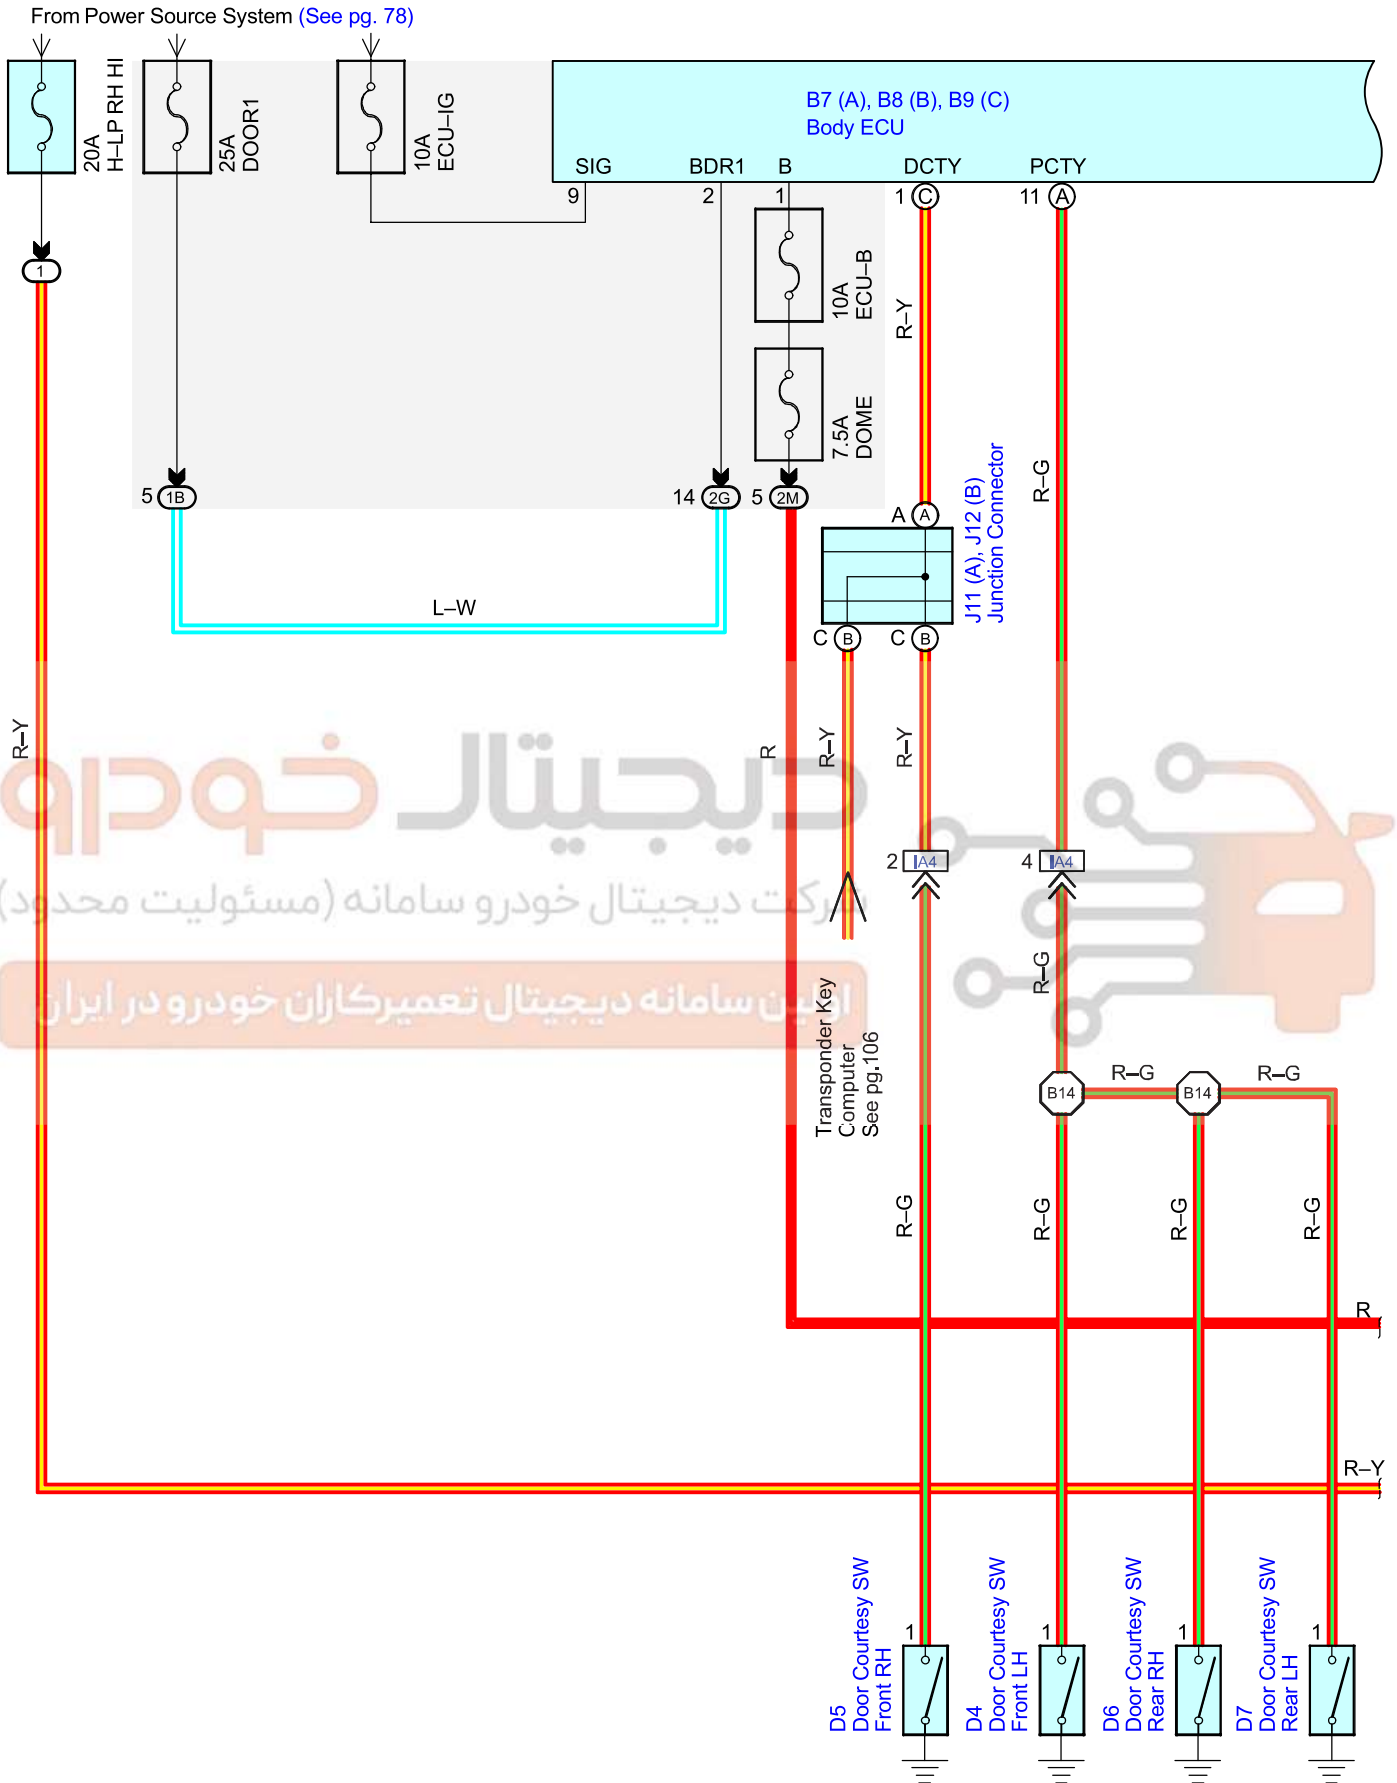 From Power Source System (See pg. 78)
20A
H–LP RH HI
25A
DOOR1
10A
ECU–IG
B7 (A), B8 (B), B9 (C)
Body ECU
SIG
BDR1
B
DCTY
PCTY
9
2
1
1 C
11 A
1
10A
ECU–B
R–Y
7.5A
DOME
R–G
J11 (A), J12 (B)
Junction Connector
5 1B
14 2G
5 2M
A A
L–W
C B
C B
R–Y
R
R–Y
R–Y
دیجیتال خودرو
2 IA4
4 IA4
شرکت دیجیتال خودرو سامانه (مسئولیت محدود)
R–G
اولین سامانه دیجیتال تعمیرکاران خودرو در ایران
Transponder Key
Computer
See pg.106
B14
R–G
B14
R–G
R–G
R–G
R–G
R–G
R
R–Y
D5
Door Courtesy SW
Front RH
1
D4
Door Courtesy SW
Front LH
1
D6
Door Courtesy SW
Rear RH
1
D7
Door Courtesy SW
Rear LH
1